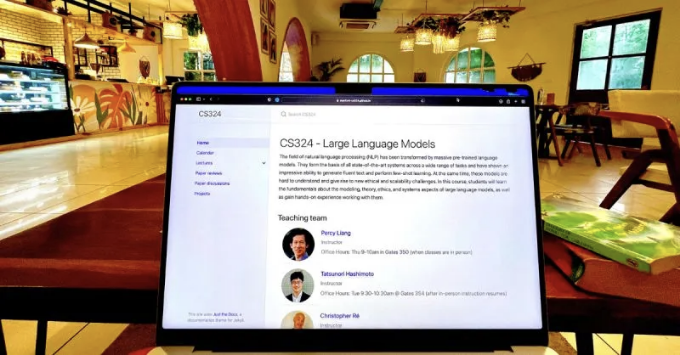 CS324
Search CS324
Home
Calendar
Lectures
Paper reviews
Paper discussions
Projects
CS324 - Large Language Models
The field of natural language processing (NLP) has been transformed by massive pre-trained language
models. They form the basis of all state-of-the-art systems across a wide range of tasks and have shown an
impressive ability to generate fluent text and perform few-shot learning. At the same time, these models are
hard to understand and give rise to new ethical and scalability challenges. In this course, students will learn
the fundamentals about the modeling, theory, ethics, and systems aspects of large language models, as well
as gain hands-on experience working with them.
Teaching team
Percy Liang
Instructor
Office Hours: Thu 9-10am in Gates 350 (when classes are in person)
Tatsunori Hashimoto
Instructor
Office Hours: Tue 9:30-10:30am @ Gates 364 (after in-person instruction resumes)
Christopher Ré
Instructor
This site uses Just the Docs, a
documentation theme for Jekyll.